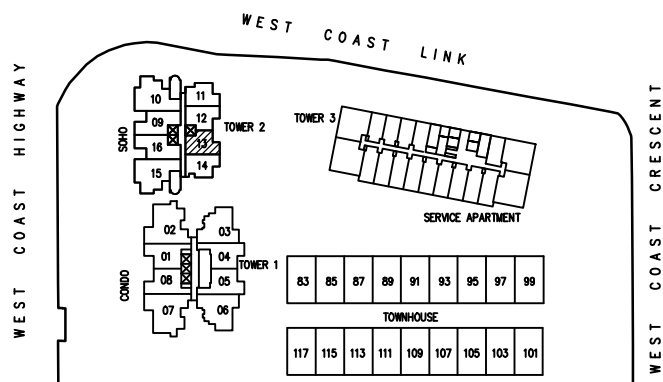 WEST COAST LINK
WEST COAST HIGHWAY
WEST COAST CRESCENT
SOHO
10 11
09 12
16 13
15 14
TOWER 2
TOWER 3
SERVICE APARTMENT
CONDO
02 03
01 04
08 05
07 06
TOWER 1
83 85 87 89 91 93 95 97 99
TOWNHOUSE
117 115 113 111 109 107 105 103 101